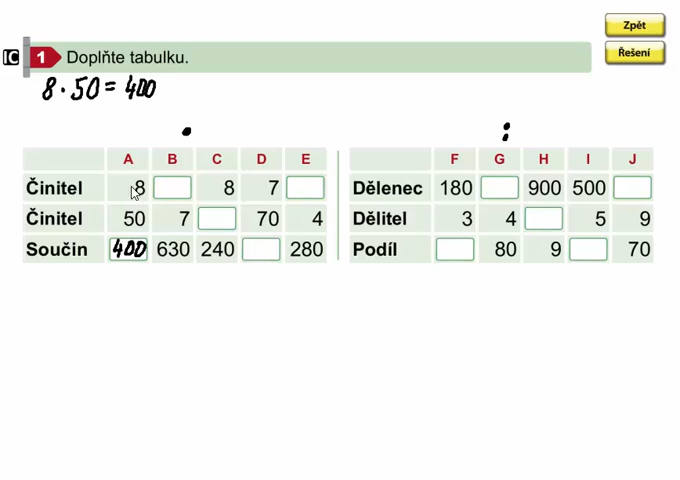 Zpět
Řešení
1 Doplňte tabulku.
8 · 50 = 400
· :
A B C D E F G H I J
Činitel 8 8 7 Dělenec 180 900 500
Činitel 50 7 70 4 Dělitel 3 4 5 9
Součin 400 630 240 280 Podíl 80 9 70